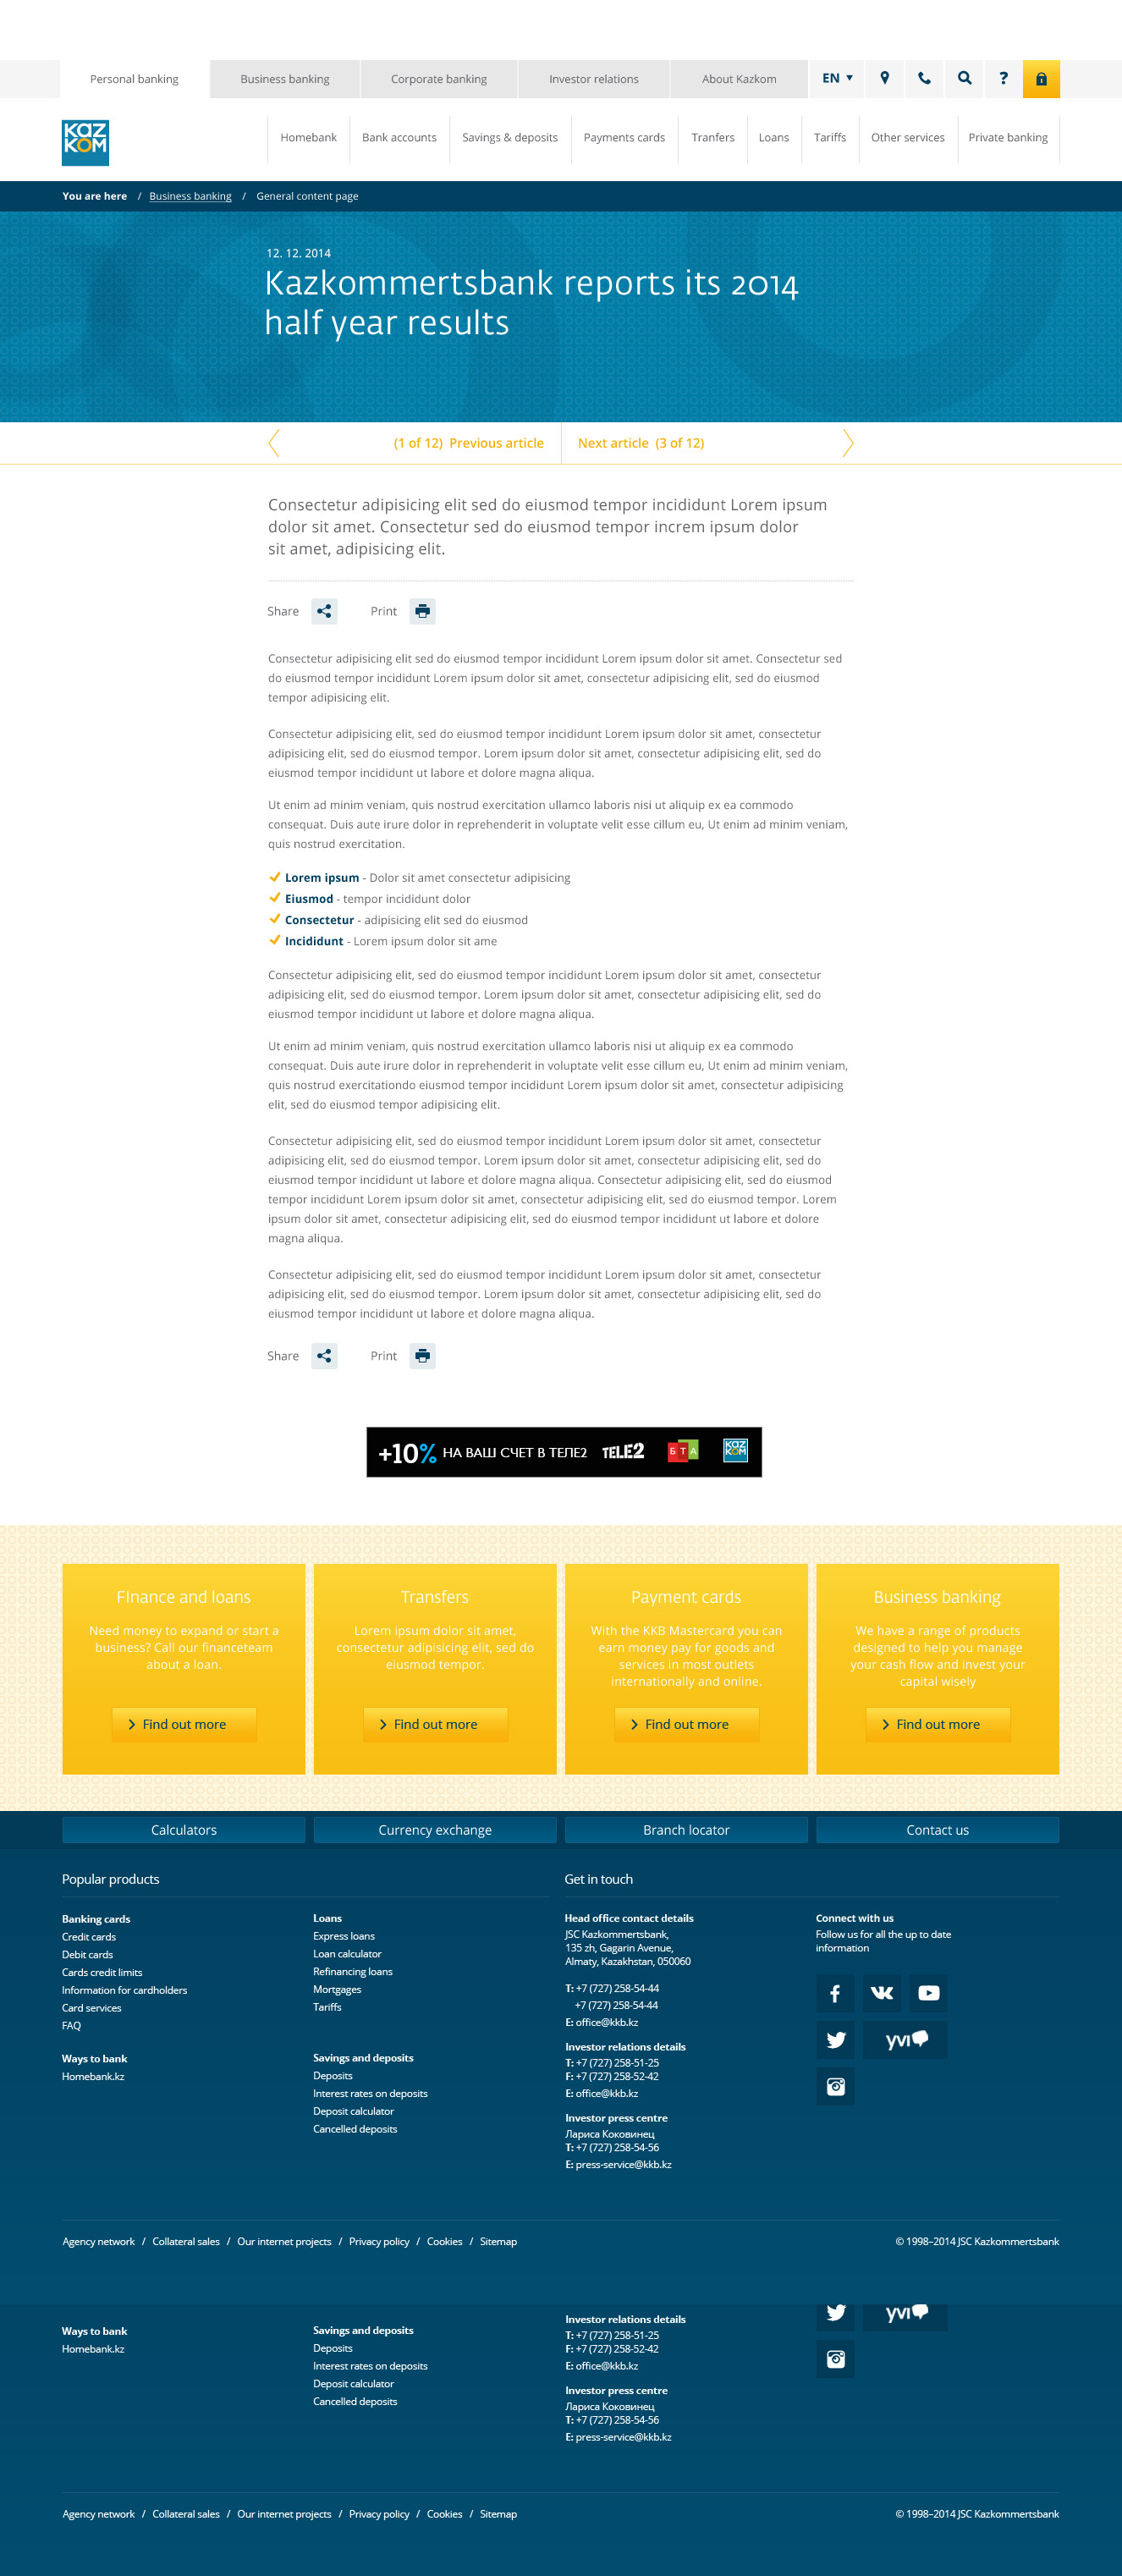 Personal banking
Business banking
Corporate banking
Investor relations
About Kazkom
EN
?
KAZ
KOM
Homebank
Bank accounts
Savings & deposits
Payments cards
Tranfers
Loans
Tariffs
Other services
Private banking
You are here / Business banking / General content page
12. 12. 2014
Kazkommertsbank reports its 2014
half year results
(1 of 12) Previous article
Next article (3 of 12)
Consectetur adipisicing elit sed do eiusmod tempor incididunt Lorem ipsum
dolor sit amet. Consectetur sed do eiusmod tempor increm ipsum dolor
sit amet, adipisicing elit.
Share
Print
Consectetur adipisicing elit sed do eiusmod tempor incididunt Lorem ipsum dolor sit amet. Consectetur sed
do eiusmod tempor incididunt Lorem ipsum dolor sit amet, consectetur adipisicing elit, sed do eiusmod
tempor adipisicing elit.
Consectetur adipisicing elit, sed do eiusmod tempor incididunt Lorem ipsum dolor sit amet, consectetur
adipisicing elit, sed do eiusmod tempor. Lorem ipsum dolor sit amet, consectetur adipisicing elit, sed do
eiusmod tempor incididunt ut labore et dolore magna aliqua.
Ut enim ad minim veniam, quis nostrud exercitation ullamco laboris nisi ut aliquip ex ea commodo
consequat. Duis aute irure dolor in reprehenderit in voluptate velit esse cillum eu, Ut enim ad minim veniam,
quis nostrud exercitation.
Lorem ipsum - Dolor sit amet consectetur adipisicing
Eiusmod - tempor incididunt dolor
Consectetur - adipisicing elit sed do eiusmod
Incididunt - Lorem ipsum dolor sit ame
Consectetur adipisicing elit, sed do eiusmod tempor incididunt Lorem ipsum dolor sit amet, consectetur
adipisicing elit, sed do eiusmod tempor. Lorem ipsum dolor sit amet, consectetur adipisicing elit, sed do
eiusmod tempor incididunt ut labore et dolore magna aliqua.
Ut enim ad minim veniam, quis nostrud exercitation ullamco laboris nisi ut aliquip ex ea commodo
consequat. Duis aute irure dolor in reprehenderit in voluptate velit esse cillum eu, Ut enim ad minim veniam,
quis nostrud exercitationdo eiusmod tempor incididunt Lorem ipsum dolor sit amet, consectetur adipisicing
elit, sed do eiusmod tempor adipisicing elit.
Consectetur adipisicing elit, sed do eiusmod tempor incididunt Lorem ipsum dolor sit amet, consectetur
adipisicing elit, sed do eiusmod tempor. Lorem ipsum dolor sit amet, consectetur adipisicing elit, sed do
eiusmod tempor incididunt ut labore et dolore magna aliqua. Consectetur adipisicing elit, sed do eiusmod
tempor incididunt Lorem ipsum dolor sit amet, consectetur adipisicing elit, sed do eiusmod tempor. Lorem
ipsum dolor sit amet, consectetur adipisicing elit, sed do eiusmod tempor incididunt ut labore et dolore
magna aliqua.
Consectetur adipisicing elit, sed do eiusmod tempor incididunt Lorem ipsum dolor sit amet, consectetur
adipisicing elit, sed do eiusmod tempor. Lorem ipsum dolor sit amet, consectetur adipisicing elit, sed do
eiusmod tempor incididunt ut labore et dolore magna aliqua.
Share
Print
+10% НА ВАШ СЧЕТ В ТЕЛЕ2 TELE2 БТА KAZ KOM
FInance and loans
Need money to expand or start a
business? Call our financeteam
about a loan.
Find out more
Transfers
Lorem ipsum dolor sit amet,
consectetur adipisicing elit, sed do
eiusmod tempor.
Find out more
Payment cards
With the KKB Mastercard you can
earn money pay for goods and
services in most outlets
internationally and online.
Find out more
Business banking
We have a range of products
designed to help you manage
your cash flow and invest your
capital wisely
Find out more
Calculators
Currency exchange
Branch locator
Contact us
Popular products
Banking cards
Credit cards
Debit cards
Cards credit limits
Information for cardholders
Card services
FAQ
Ways to bank
Homebank.kz
Loans
Express loans
Loan calculator
Refinancing loans
Mortgages
Tariffs
Savings and deposits
Deposits
Interest rates on deposits
Deposit calculator
Cancelled deposits
Get in touch
Head office contact details
JSC Kazkommertsbank,
135 zh, Gagarin Avenue,
Almaty, Kazakhstan, 050060
T: +7 (727) 258-54-44
+7 (727) 258-54-44
E: office@kkb.kz
Investor relations details
T: +7 (727) 258-51-25
F: +7 (727) 258-52-42
E: office@kkb.kz
Investor press centre
Лариса Коковинец
T: +7 (727) 258-54-56
E: press-service@kkb.kz
Connect with us
Follow us for all the up to date
information
yvi
Agency network / Collateral sales / Our internet projects / Privacy policy / Cookies / Sitemap
© 1998–2014 JSC Kazkommertsbank
Ways to bank
Homebank.kz
Savings and deposits
Deposits
Interest rates on deposits
Deposit calculator
Cancelled deposits
Investor relations details
T: +7 (727) 258-51-25
F: +7 (727) 258-52-42
E: office@kkb.kz
Investor press centre
Лариса Коковинец
T: +7 (727) 258-54-56
E: press-service@kkb.kz
yvi
Agency network / Collateral sales / Our internet projects / Privacy policy / Cookies / Sitemap
© 1998–2014 JSC Kazkommertsbank